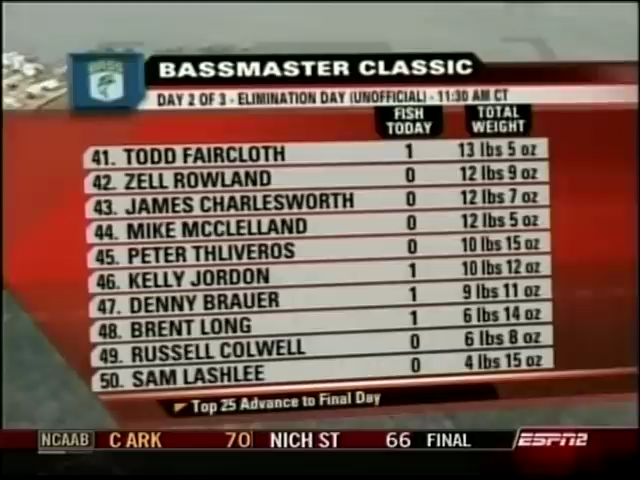 BASS
BASSMASTER CLASSIC
DAY 2 OF 3 - ELIMINATION DAY (UNOFFICIAL) - 11:30 AM CT
FISH TODAY TOTAL WEIGHT
41. TODD FAIRCLOTH 1 13 lbs 5 oz
42. ZELL ROWLAND 0 12 lbs 9 oz
43. JAMES CHARLESWORTH 0 12 lbs 7 oz
44. MIKE MCCLELLAND 0 12 lbs 5 oz
45. PETER THLIVEROS 0 10 lbs 15 oz
46. KELLY JORDON 1 10 lbs 12 oz
47. DENNY BRAUER 1 9 lbs 11 oz
48. BRENT LONG 1 6 lbs 14 oz
49. RUSSELL COLWELL 0 6 lbs 8 oz
50. SAM LASHLEE 0 4 lbs 15 oz
Top 25 Advance to Final Day
NCAAB C ARK 70 NICH ST 66 FINAL ESPN2